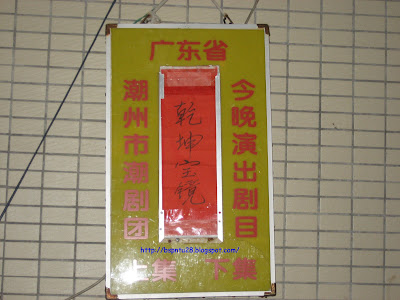 广东省
潮州市潮剧团
乾坤宝镜
今晚演出剧目
上集 下集
http://bspntu28.blogspot.com/